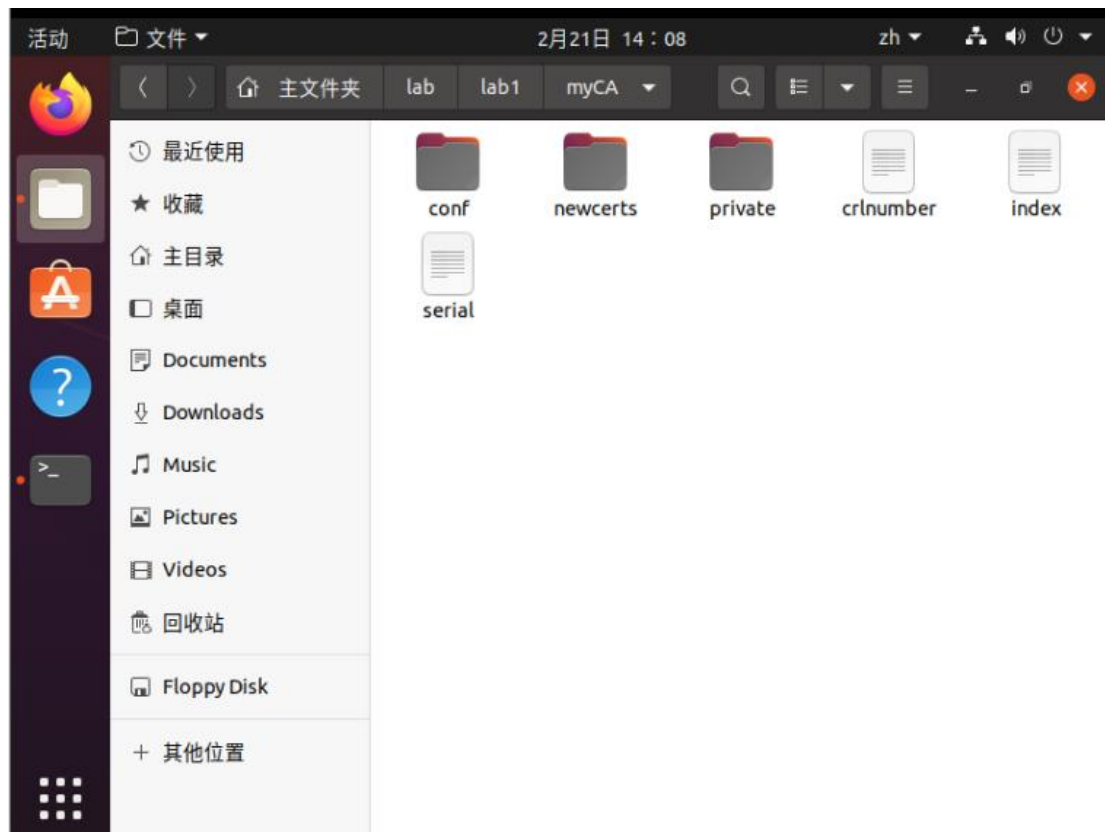 活动 文件 2月21日 14：08 zh
主文件夹 lab lab1 myCA
最近使用
收藏
主目录
桌面
Documents
Downloads
Music
Pictures
Videos
回收站
Floppy Disk
+ 其他位置
conf newcerts private crlnumber index
serial